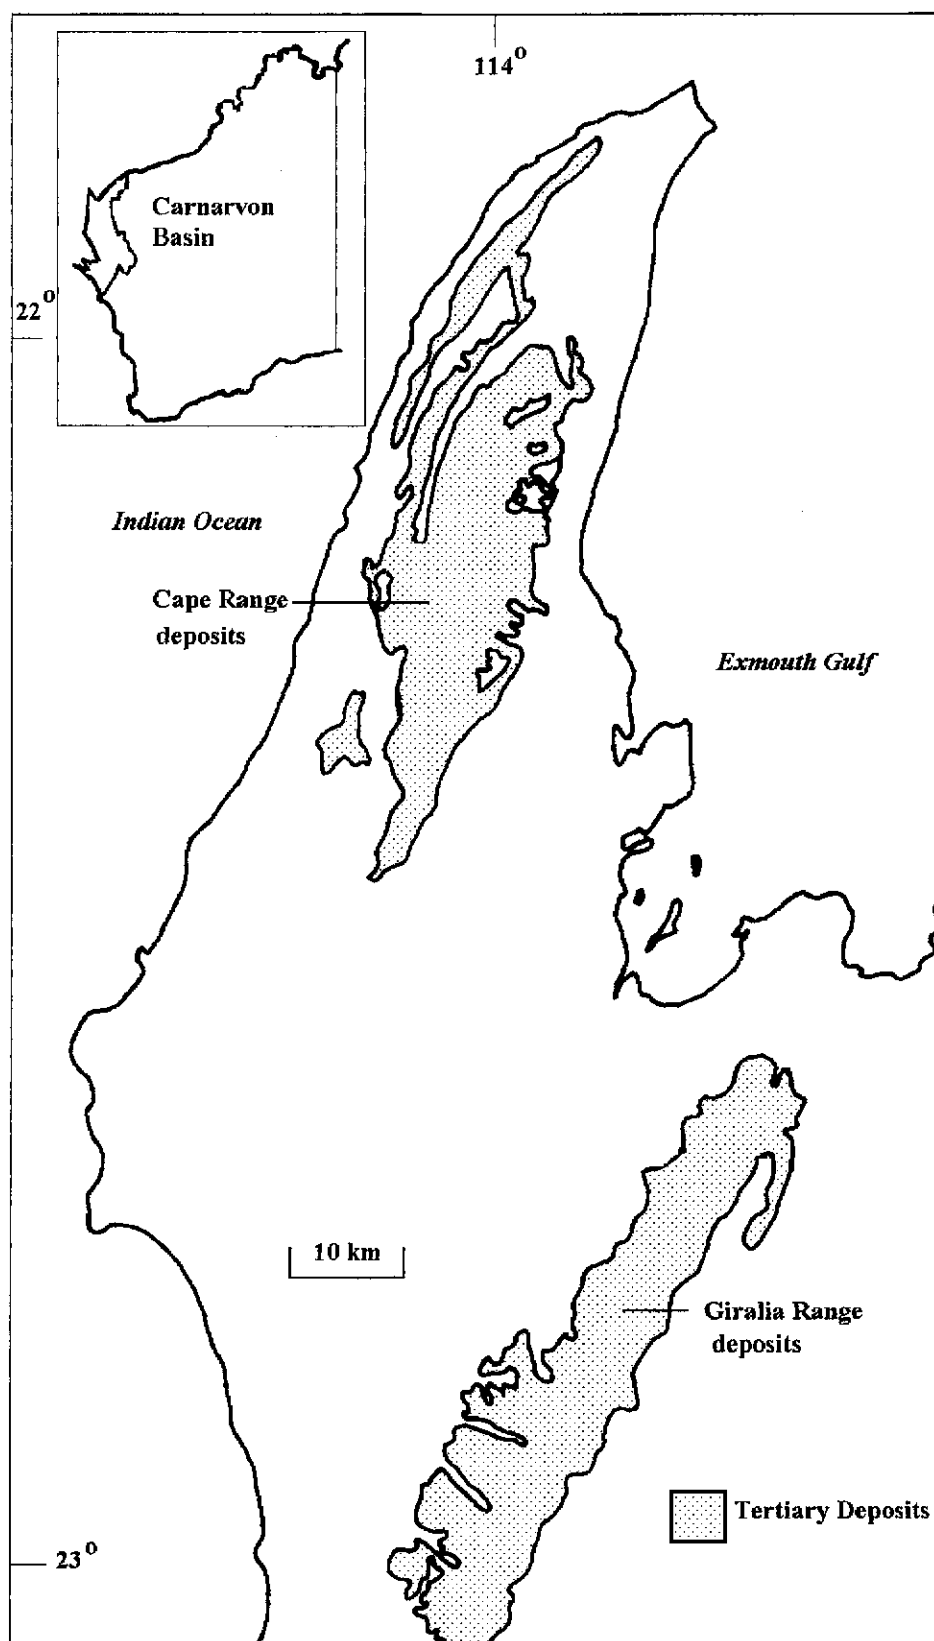 114°
Carnarvon
Basin
22°
Indian Ocean
Cape Range
deposits
Exmouth Gulf
10 km
Giralia Range
deposits
Tertiary Deposits
23°